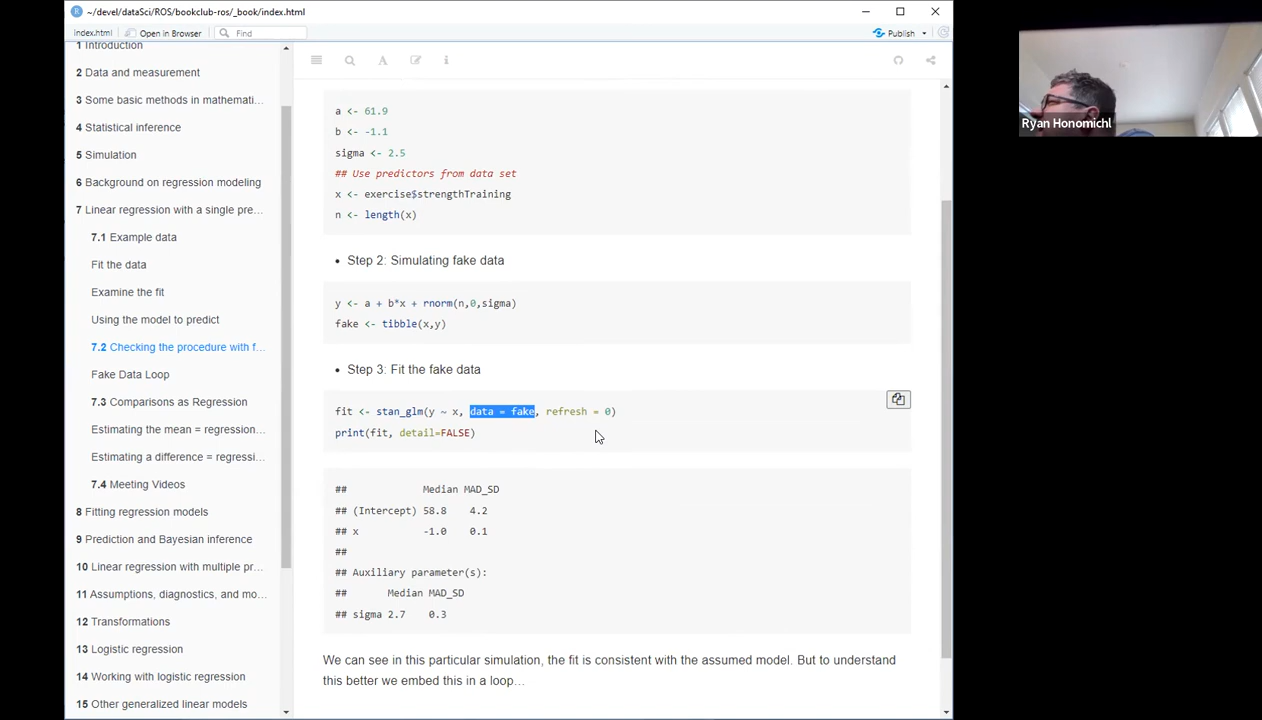 ~/devel/dataSci/ROS/bookclub-ros/_book/index.html
index.html Open in Browser Find Publish
1 Introduction
2 Data and measurement
3 Some basic methods in mathemati...
4 Statistical inference
5 Simulation
6 Background on regression modeling
7 Linear regression with a single pre...
7.1 Example data
Fit the data
Examine the fit
Using the model to predict
7.2 Checking the procedure with f...
Fake Data Loop
7.3 Comparisons as Regression
Estimating the mean = regression...
Estimating a difference = regressi...
7.4 Meeting Videos
8 Fitting regression models
9 Prediction and Bayesian inference
10 Linear regression with multiple pr...
11 Assumptions, diagnostics, and mo...
12 Transformations
13 Logistic regression
14 Working with logistic regression
15 Other generalized linear models
a <- 61.9
b <- -1.1
sigma <- 2.5
## Use predictors from data set
x <- exercise$strengthTraining
n <- length(x)
• Step 2: Simulating fake data
y <- a + b*x + rnorm(n,0,sigma)
fake <- tibble(x,y)
• Step 3: Fit the fake data
fit <- stan_glm(y ~ x, data = fake, refresh = 0)
print(fit, detail=FALSE)
## Median MAD_SD
## (Intercept) 58.8 4.2
## x -1.0 0.1
##
## Auxiliary parameter(s):
## Median MAD_SD
## sigma 2.7 0.3
We can see in this particular simulation, the fit is consistent with the assumed model. But to understand
this better we embed this in a loop...
Ryan Honomichl